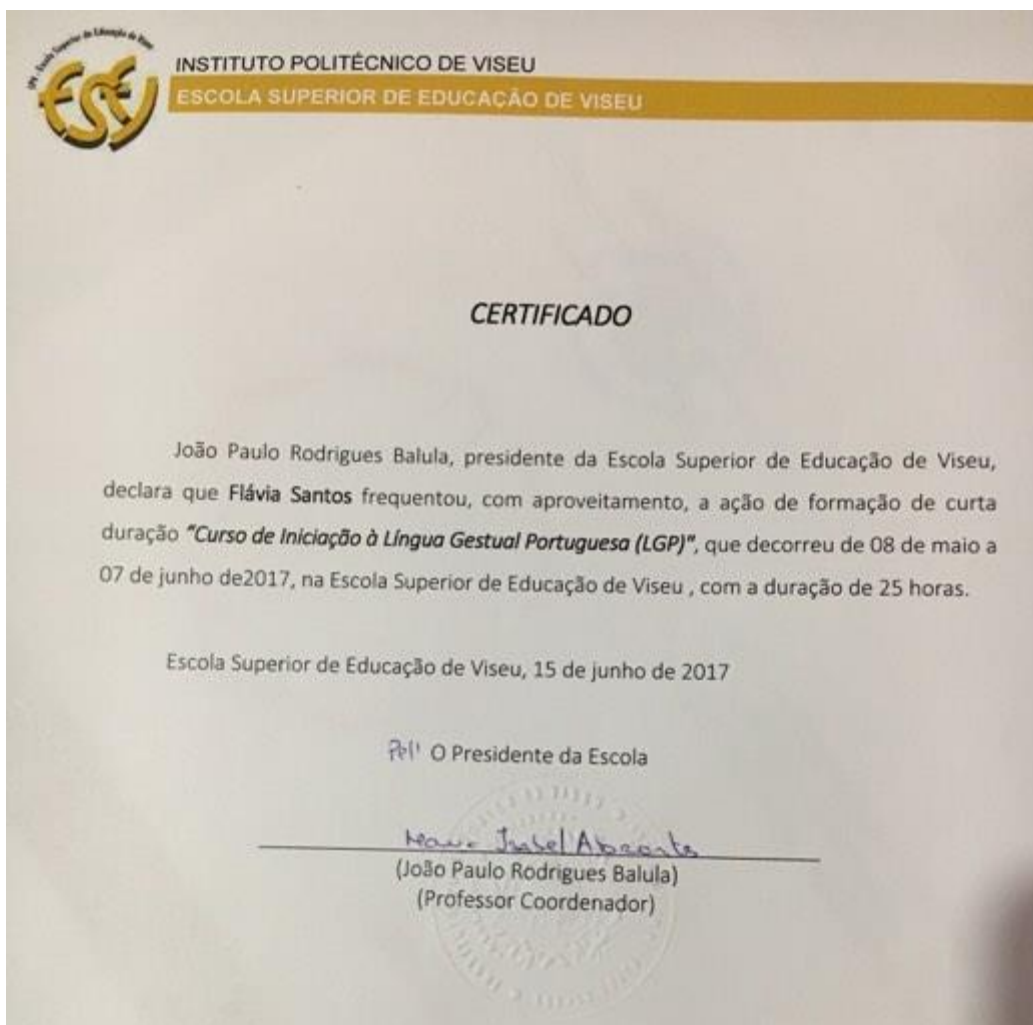 INSTITUTO POLITÉCNICO DE VISEU
ESCOLA SUPERIOR DE EDUCAÇÃO DE VISEU
CERTIFICADO
João Paulo Rodrigues Balula, presidente da Escola Superior de Educação de Viseu,
declara que Flávia Santos frequentou, com aproveitamento, a ação de formação de curta
duração "Curso de Iniciação à Língua Gestual Portuguesa (LGP)", que decorreu de 08 de maio a
07 de junho de2017, na Escola Superior de Educação de Viseu , com a duração de 25 horas.
Escola Superior de Educação de Viseu, 15 de junho de 2017
O Presidente da Escola
Isabel
(João Paulo Rodrigues Balula)
(Professor Coordenador)